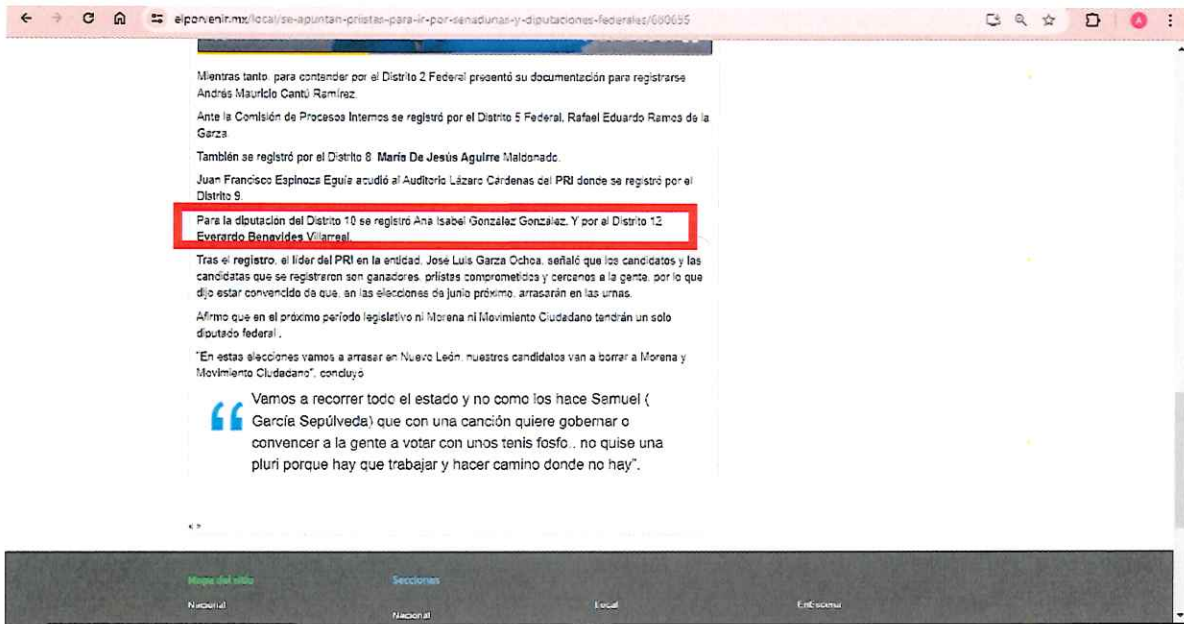 elporvenir.mx/local/se-apuntan-priistas-para-ir-por-senadurias-y-diputaciones-federales/680695
Mientras tanto, para contender por el Distrito 2 Federal presentó su documentación para registrarse
Andrés Mauricio Cantú Ramírez.
Ante la Comisión de Procesos Internos se registró por el Distrito 5 Federal, Rafael Eduardo Ramos de la
Garza
También se registró por el Distrito 8 María De Jesús Aguirre Maldonado.
Juan Francisco Espinoza Eguía acudió al Auditorio Lázaro Cárdenas del PRI donde se registró por el
Distrito 9.
Para la diputación del Distrito 10 se registró Ana Isabel González González. Y por el Distrito 12
Everardo Benavides Villarreal.
Tras el registro, el líder del PRI en la entidad, José Luis Garza Ochoa, señaló que los candidatos y las
candidatas que se registraron son ganadores, priistas comprometidos y cercanos a la gente, por lo que
dijo estar convencido de que, en las elecciones de junio próximo, arrasarán en las urnas.
Afirmo que en el próximo período legislativo ni Morena ni Movimiento Ciudadano tendrán un solo
diputado federal .
"En estas elecciones vamos a arrasar en Nuevo León, nuestros candidatos van a borrar a Morena y
Movimiento Ciudadano", concluyó
Vamos a recorrer todo el estado y no como los hace Samuel (
García Sepúlveda) que con una canción quiere gobernar o
convencer a la gente a votar con unos tenis fosfo.. no quise una
pluri porque hay que trabajar y hacer camino donde no hay".
Mapa del sitio
Secciones
Nacional
Nacional
Local
EnEscena